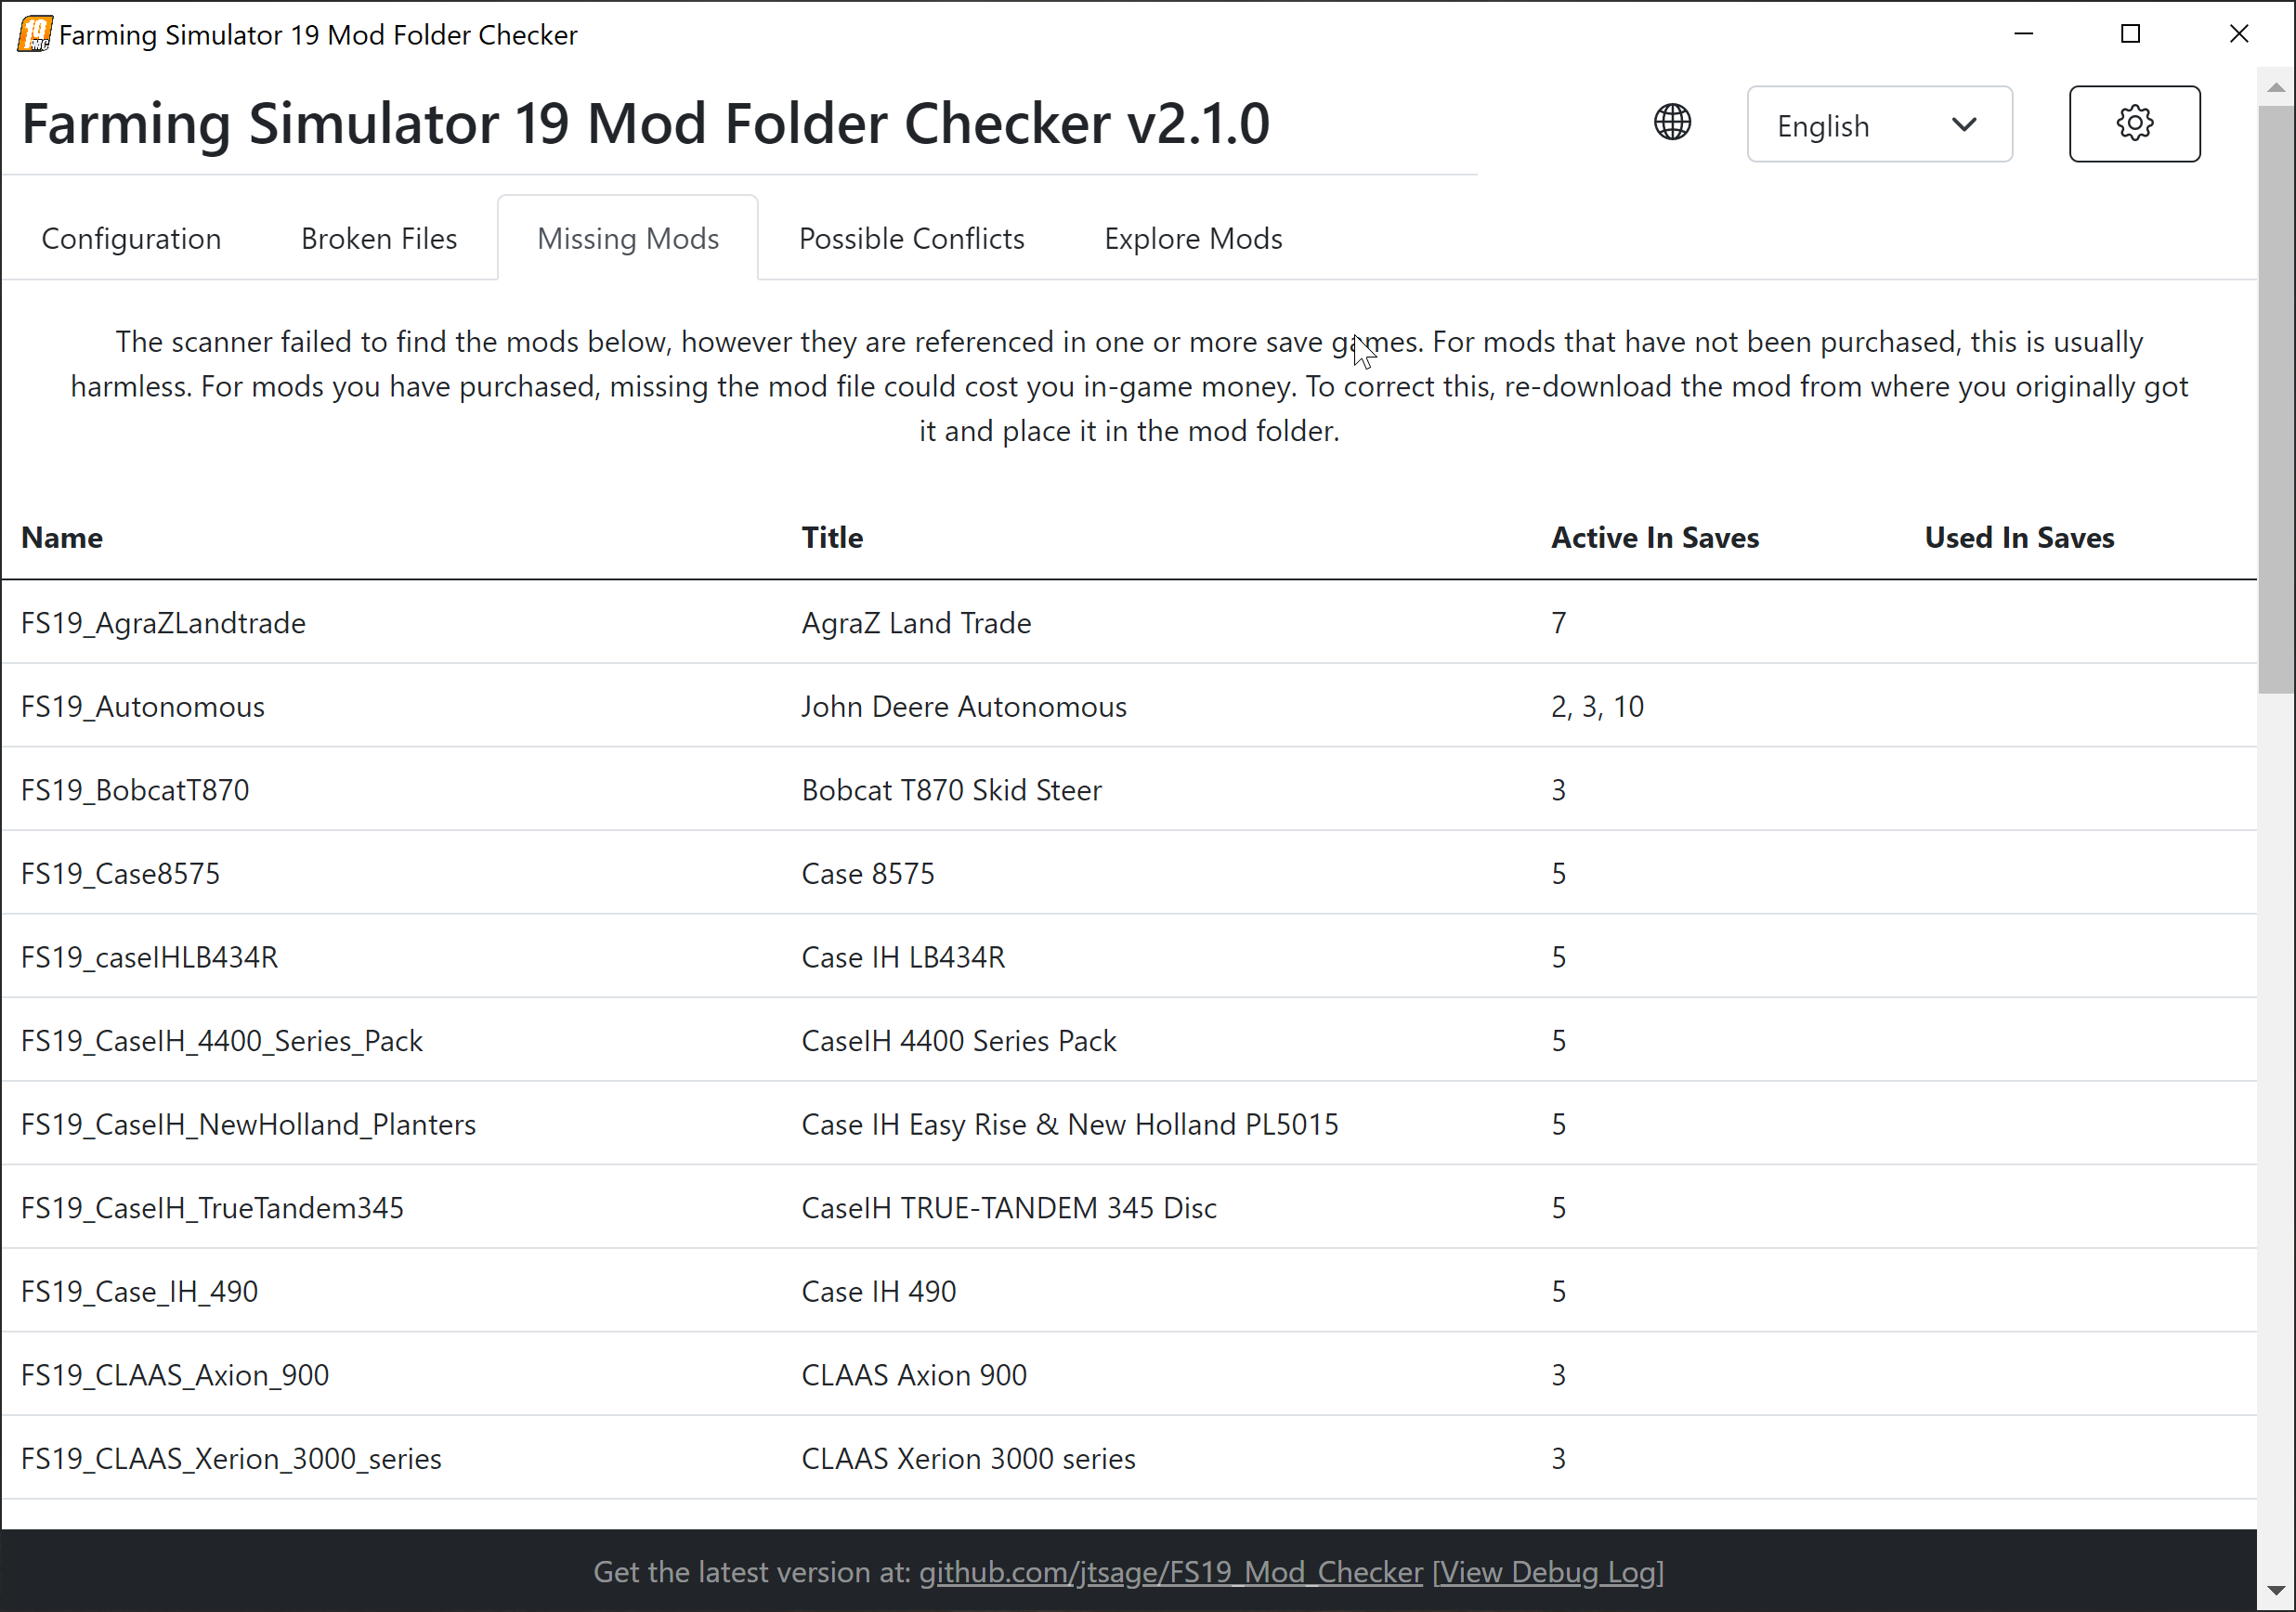 Farming Simulator 19 Mod Folder Checker
Farming Simulator 19 Mod Folder Checker v2.1.0
English
Configuration Broken Files Missing Mods Possible Conflicts Explore Mods
The scanner failed to find the mods below, however they are referenced in one or more save games. For mods that have not been purchased, this is usually
harmless. For mods you have purchased, missing the mod file could cost you in-game money. To correct this, re-download the mod from where you originally got
it and place it in the mod folder.
Name Title Active In Saves Used In Saves
FS19_AgraZLandtrade AgraZ Land Trade 7
FS19_Autonomous John Deere Autonomous 2, 3, 10
FS19_BobcatT870 Bobcat T870 Skid Steer 3
FS19_Case8575 Case 8575 5
FS19_caseIHLB434R Case IH LB434R 5
FS19_CaseIH_4400_Series_Pack CaseIH 4400 Series Pack 5
FS19_CaseIH_NewHolland_Planters Case IH Easy Rise & New Holland PL5015 5
FS19_CaseIH_TrueTandem345 CaseIH TRUE-TANDEM 345 Disc 5
FS19_Case_IH_490 Case IH 490 5
FS19_CLAAS_Axion_900 CLAAS Axion 900 3
FS19_CLAAS_Xerion_3000_series CLAAS Xerion 3000 series 3
Get the latest version at: github.com/jtsage/FS19_Mod_Checker [View Debug Log]